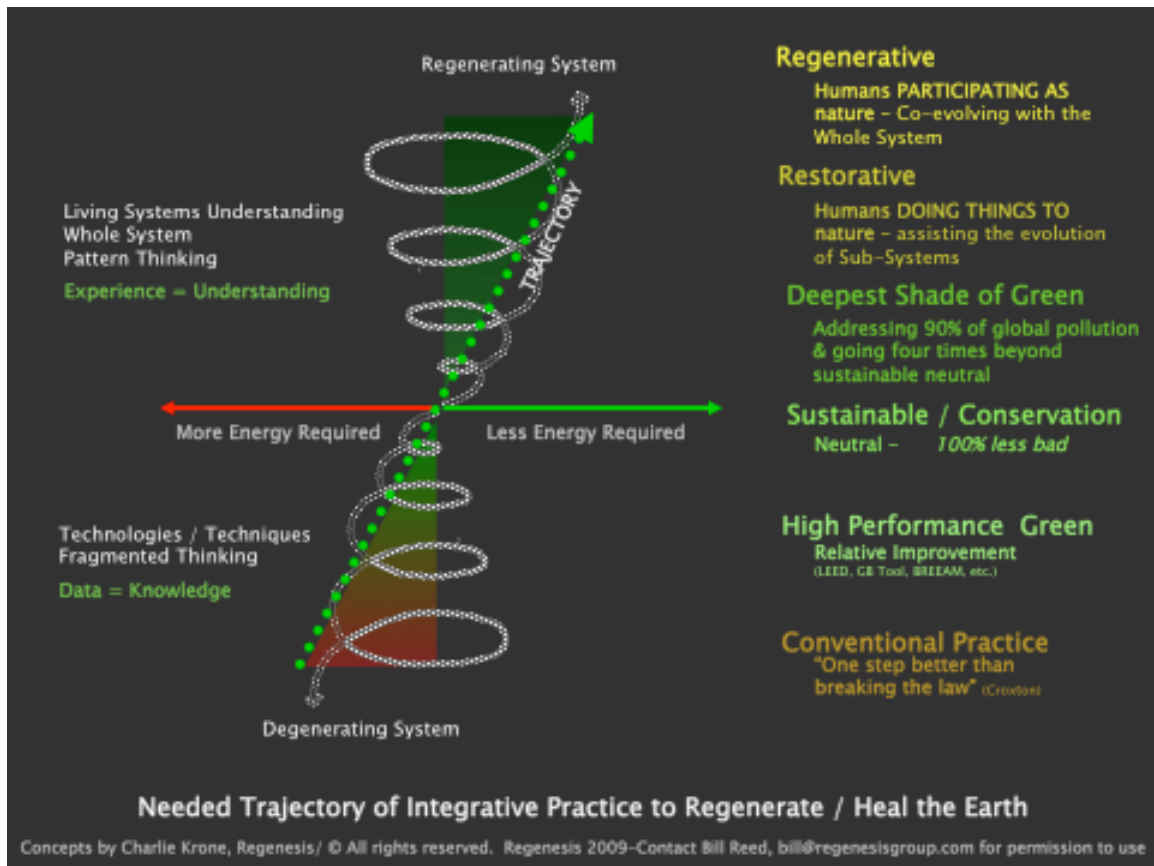 Regenerating System
TRAJECTORY
Living Systems Understanding
Whole System
Pattern Thinking
Experience = Understanding
More Energy Required
Less Energy Required
Technologies / Techniques
Fragmented Thinking
Data = Knowledge
Degenerating System
Regenerative
Humans PARTICIPATING AS
nature – Co-evolving with the
Whole System
Restorative
Humans DOING THINGS TO
nature – assisting the evolution
of Sub-Systems
Deepest Shade of Green
Addressing 90% of global pollution
& going four times beyond
sustainable neutral
Sustainable / Conservation
Neutral – 100% less bad
High Performance Green
Relative Improvement
(LEED, GB Tool, BREEAM, etc.)
Conventional Practice
"One step better than
breaking the law" (Croxton)
Needed Trajectory of Integrative Practice to Regenerate / Heal the Earth
Concepts by Charlie Krone, Regenesis/ © All rights reserved. Regenesis 2009-Contact Bill Reed, bill@regenesisgroup.com for permission to use